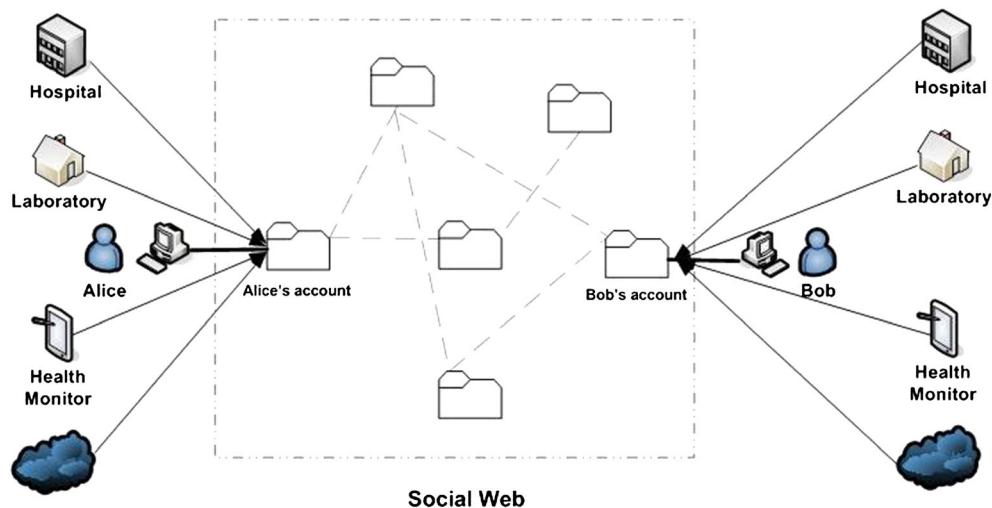 Hospital
Laboratory
Alice
Health
Monitor
Alice's account
Bob's account
Hospital
Laboratory
Bob
Health
Monitor
Social Web